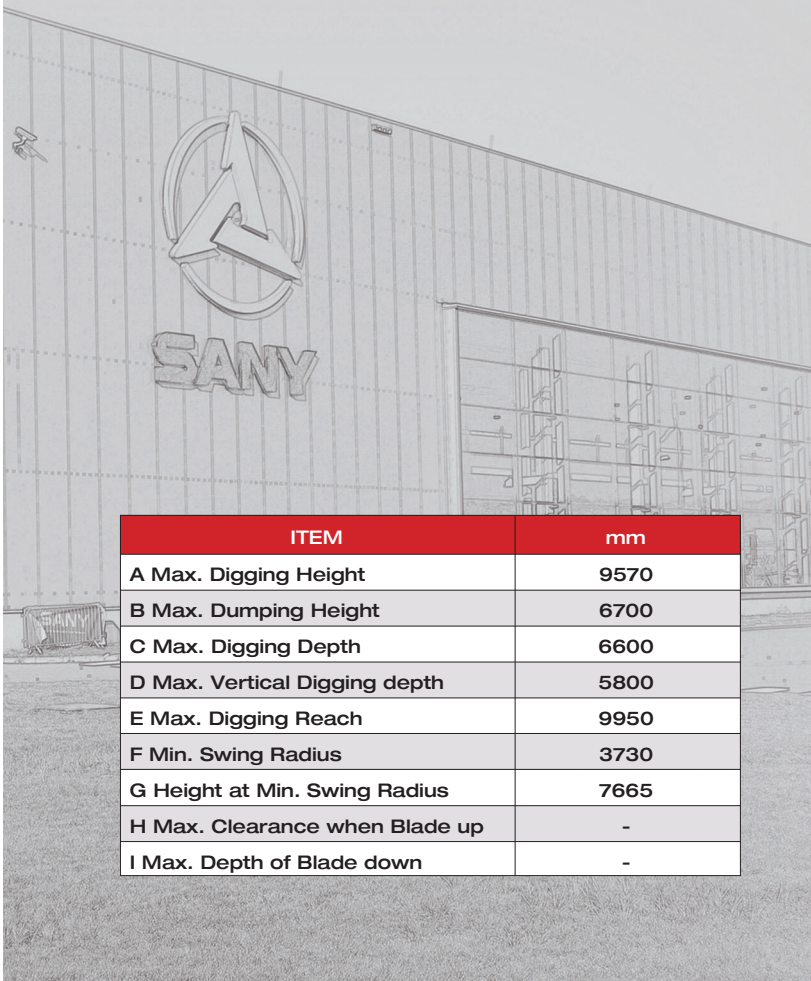 SANY
ITEM mm
A Max. Digging Height 9570
B Max. Dumping Height 6700
C Max. Digging Depth 6600
D Max. Vertical Digging depth 5800
E Max. Digging Reach 9950
F Min. Swing Radius 3730
G Height at Min. Swing Radius 7665
H Max. Clearance when Blade up -
I Max. Depth of Blade down -
SANY